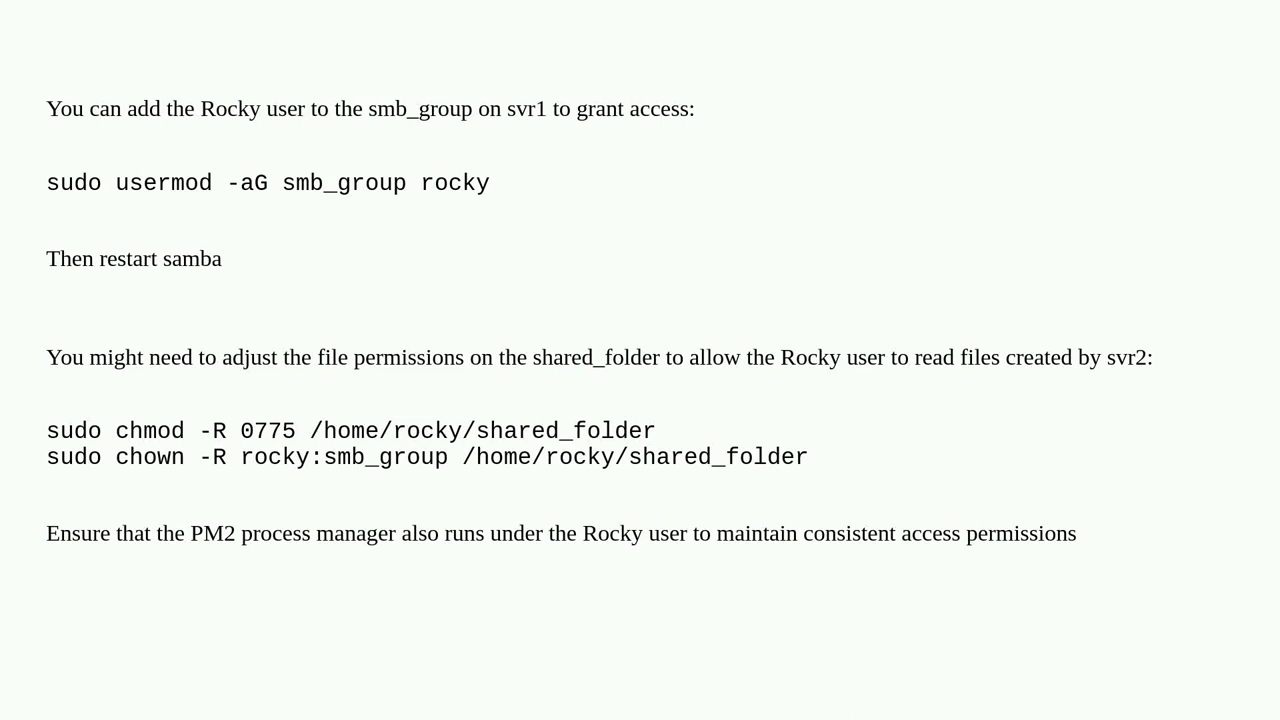 You can add the Rocky user to the smb_group on svr1 to grant access:
sudo usermod -aG smb_group rocky
Then restart samba
You might need to adjust the file permissions on the shared_folder to allow the Rocky user to read files created by svr2:
sudo chmod -R 0775 /home/rocky/shared_folder
sudo chown -R rocky:smb_group /home/rocky/shared_folder
Ensure that the PM2 process manager also runs under the Rocky user to maintain consistent access permissions